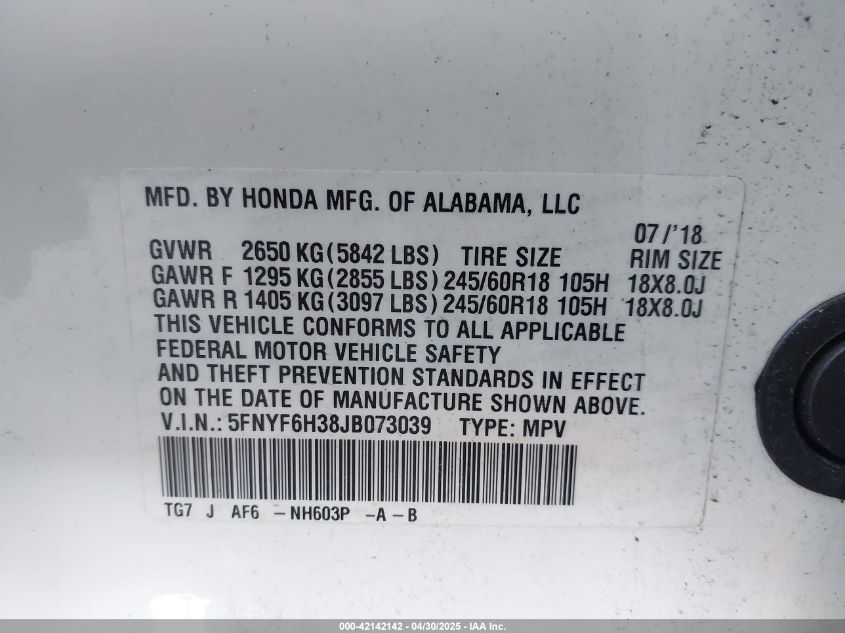 MFD. BY HONDA MFG. OF ALABAMA, LLC
07/'18
GVWR 2650 KG(5842 LBS) TIRE SIZE RIM SIZE
GAWR F 1295 KG(2855 LBS) 245/60R18 105H 18X8.0J
GAWR R 1405 KG(3097 LBS) 245/60R18 105H 18X8.0J
THIS VEHICLE CONFORMS TO ALL APPLICABLE
FEDERAL MOTOR VEHICLE SAFETY
AND THEFT PREVENTION STANDARDS IN EFFECT
ON THE DATE OF MANUFACTURE SHOWN ABOVE.
V.I.N.: 5FNYF6H38JB073039 TYPE: MPV
TG7 J AF6 - NH603P - A - B
000-42142142 - 04/30/2025 - IAA Inc.